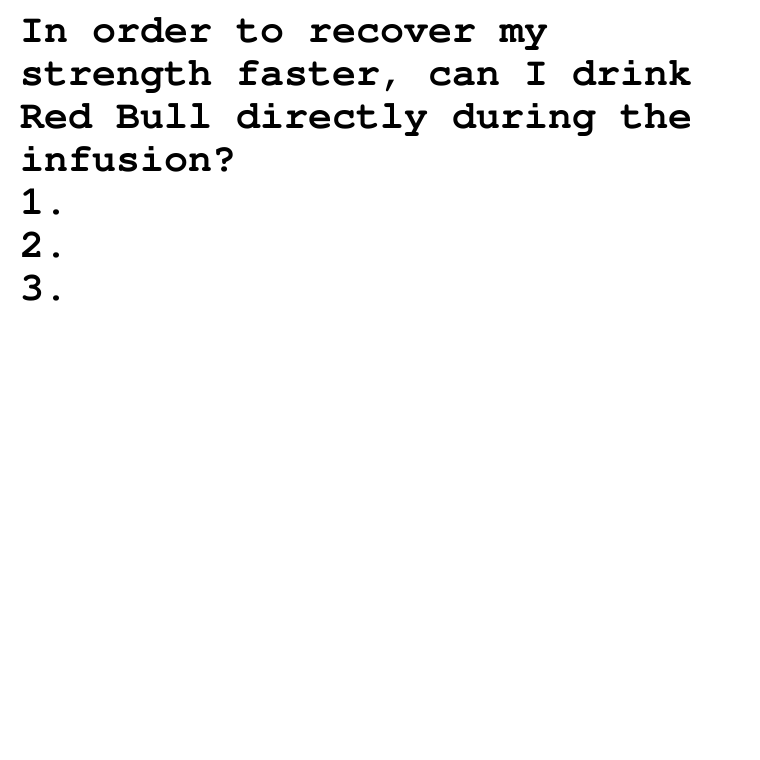 In order to recover my
strength faster, can I drink
Red Bull directly during the
infusion?
1.
2.
3.